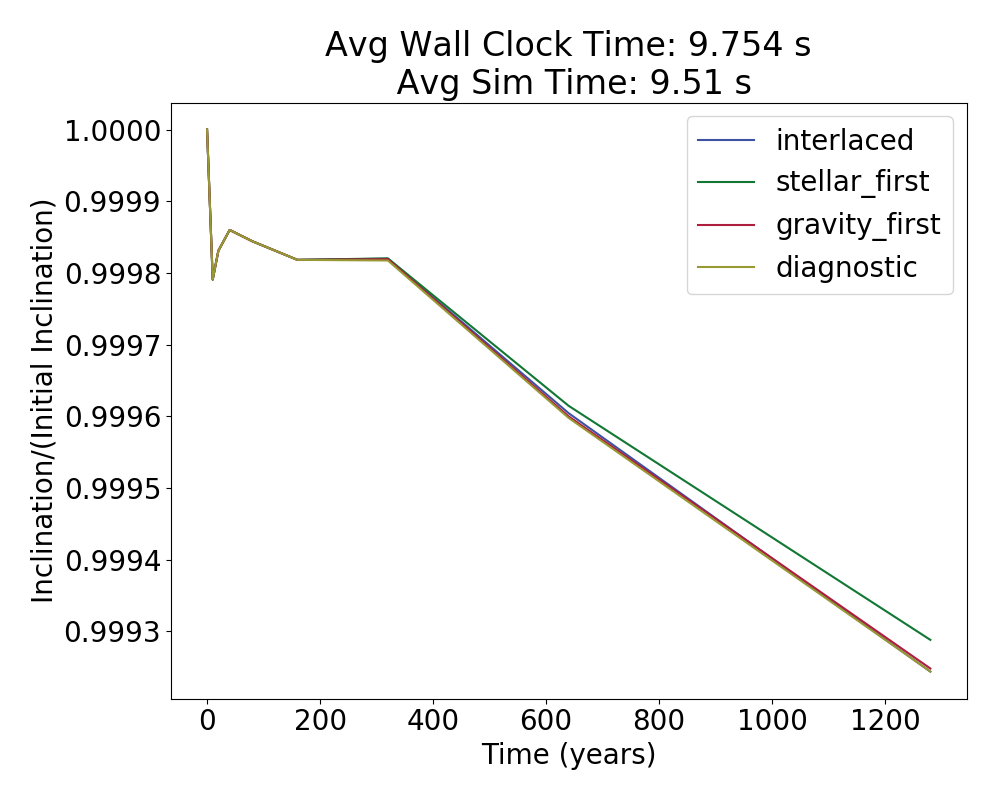 Avg Wall Clock Time: 9.754 s
Avg Sim Time: 9.51 s
interlaced
stellar_first
gravity_first
diagnostic
1.0000
0.9999
0.9998
0.9997
0.9996
0.9995
0.9994
0.9993
Inclination/(Initial Inclination)
0 200 400 600 800 1000 1200
Time (years)